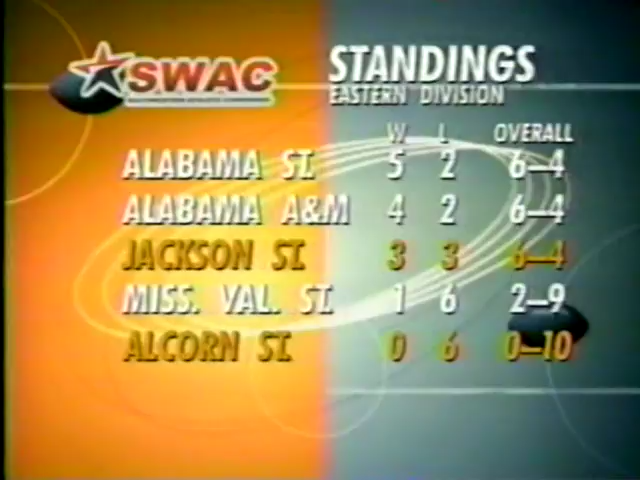 SWAC
STANDINGS
EASTERN DIVISION
W L OVERALL
ALABAMA ST. 5 2 6-4
ALABAMA A&M 4 2 6-4
JACKSON ST. 3 3 6-4
MISS. VAL. ST. 1 6 2-9
ALCORN ST. 0 6 0-10